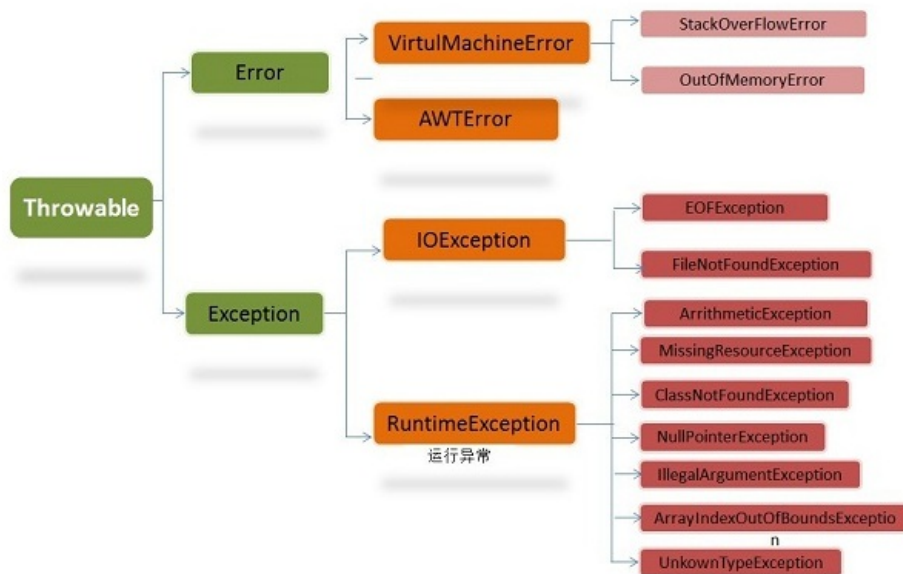 Throwable
Error
VirtulMachineError
StackOverFlowError
OutOfMemoryError
AWTError
Exception
IOException
EOFException
FileNotFoundException
RuntimeException
运行异常
ArrithmeticException
MissingResourceException
ClassNotFoundException
NullPointerException
IllegalArgumentException
ArrayIndexOutOfBoundsExceptio
n
UnkownTypeException